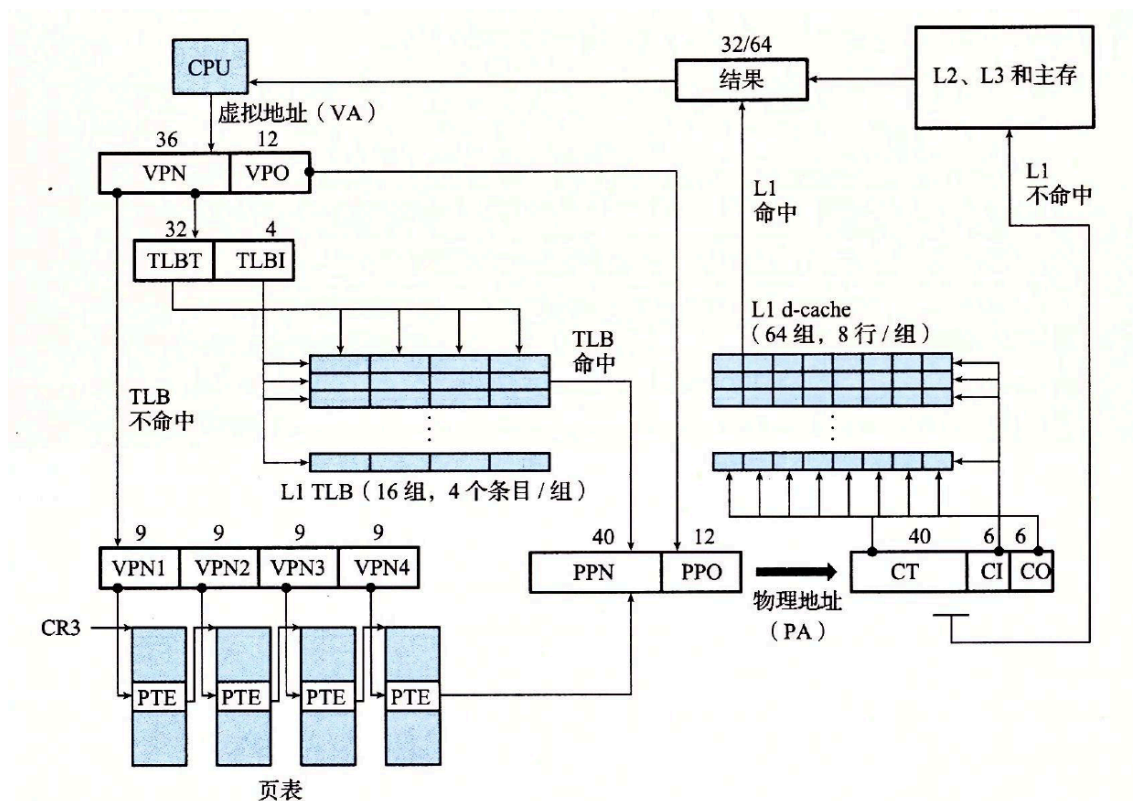 CPU
虚拟地址（VA）
36
12
VPN
VPO
32
4
TLBT
TLBI
32/64
结果
L2、L3 和主存
L1
命中
L1
不命中
TLB
命中
TLB
不命中
L1 d-cache
（64 组，8 行/组）
L1 TLB（16 组，4 个条目/组）
9
9
9
9
VPN1
VPN2
VPN3
VPN4
40
12
PPN
PPO
物理地址
（PA）
40
6
6
CT
CI
CO
CR3
PTE
PTE
PTE
PTE
页表